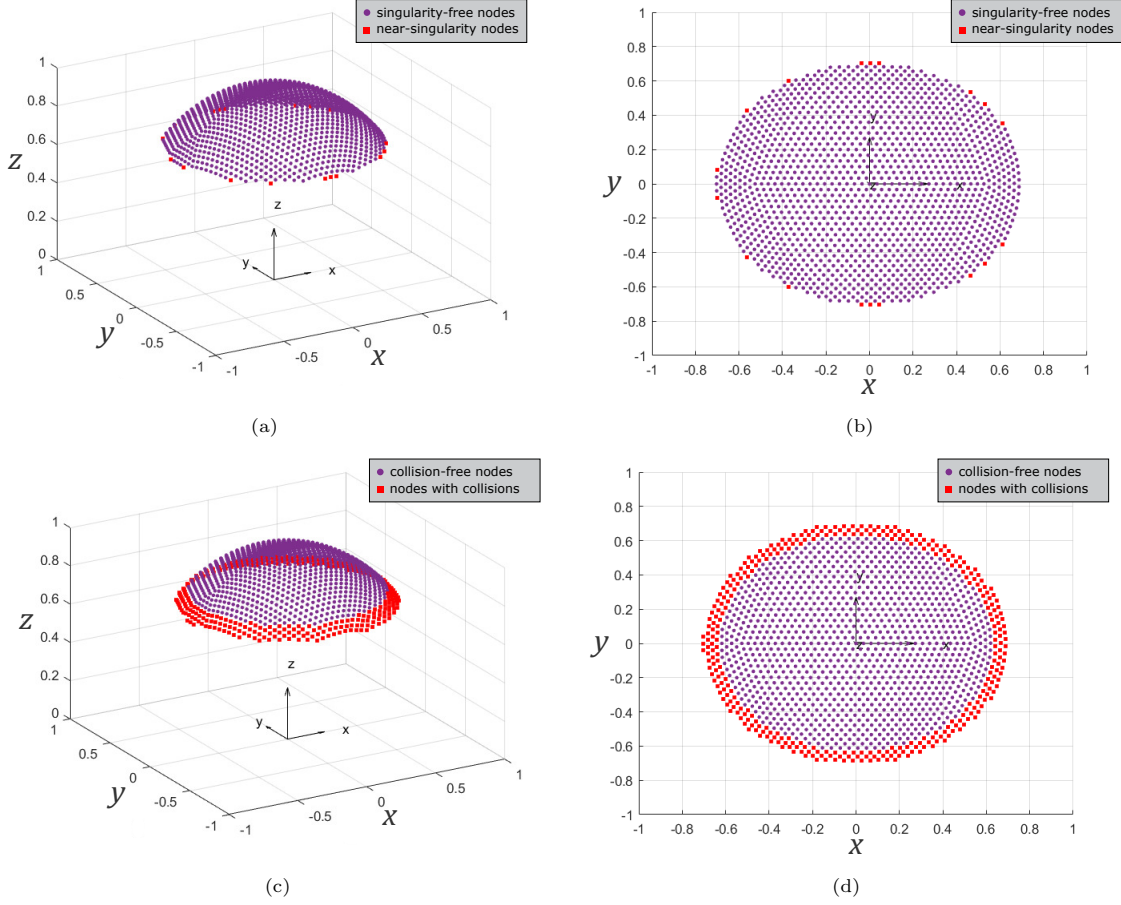 singularity-free nodes
near-singularity nodes
1
0.8
0.6
0.4
0.2
0
z
1
0.5
0
-0.5
-1
y
-1
-0.5
0
0.5
1
x
z
y
x
(a)
singularity-free nodes
near-singularity nodes
1
0.8
0.6
0.4
0.2
0
-0.2
-0.4
-0.6
-0.8
-1
y
-1
-0.8
-0.6
-0.4
-0.2
0
0.2
0.4
0.6
0.8
1
x
y
z
x
(b)
collision-free nodes
nodes with collisions
1
0.8
0.6
0.4
0.2
0
z
1
0.5
0
-0.5
-1
y
-1
-0.5
0
0.5
1
x
z
y
x
(c)
collision-free nodes
nodes with collisions
1
0.8
0.6
0.4
0.2
0
-0.2
-0.4
-0.6
-0.8
-1
y
-1
-0.8
-0.6
-0.4
-0.2
0
0.2
0.4
0.6
0.8
1
x
y
z
x
(d)